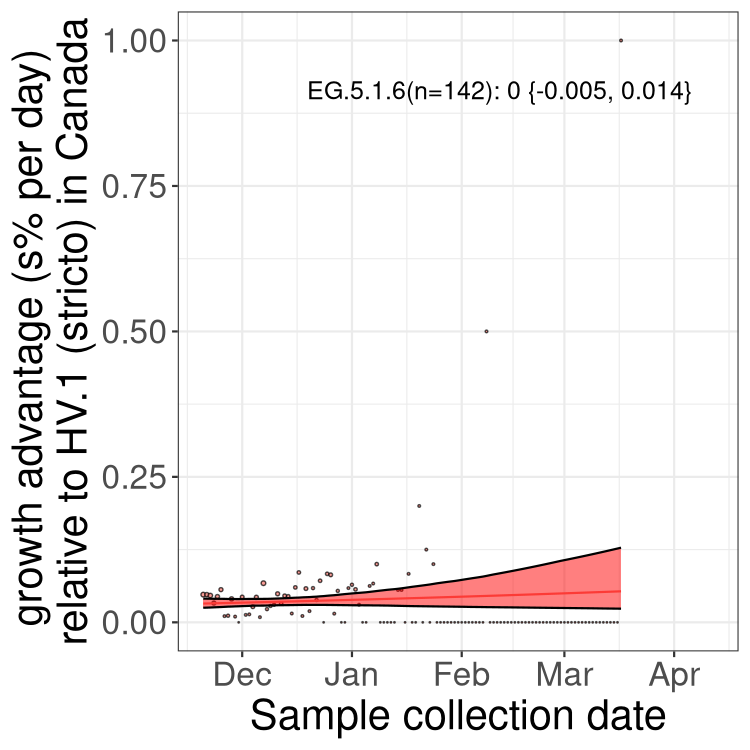 growth advantage (s% per day)
relative to HV.1 (stricto) in Canada
1.00
EG.5.1.6(n=142): 0 {-0.005, 0.014}
0.75
0.50
0.25
0.00
Dec Jan Feb Mar Apr
Sample collection date